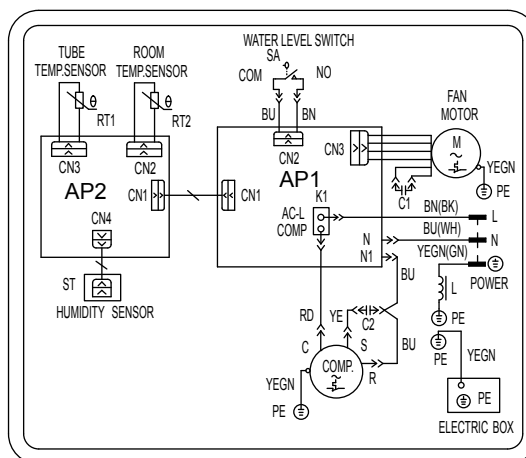 TUBE
TEMP.SENSOR
ROOM
TEMP.SENSOR
WATER LEVEL SWITCH
SA
COM
NO
θ
RT1
θ
RT2
BU
BN
FAN
MOTOR
CN3
CN2
CN2
CN3
M
~
YEGN
PE
AP2
CN1
CN1
AP1
K1
C1
CN4
AC-L
COMP
BN(BK)
L
BU(WH)
N
N
YEGN(GN)
N1
POWER
ST
HUMIDITY SENSOR
BU
L
RD
YE
C2
PE
C
S
BU
PE
YEGN
COMP.
~
R
YEGN
PE
PE
ELECTRIC BOX